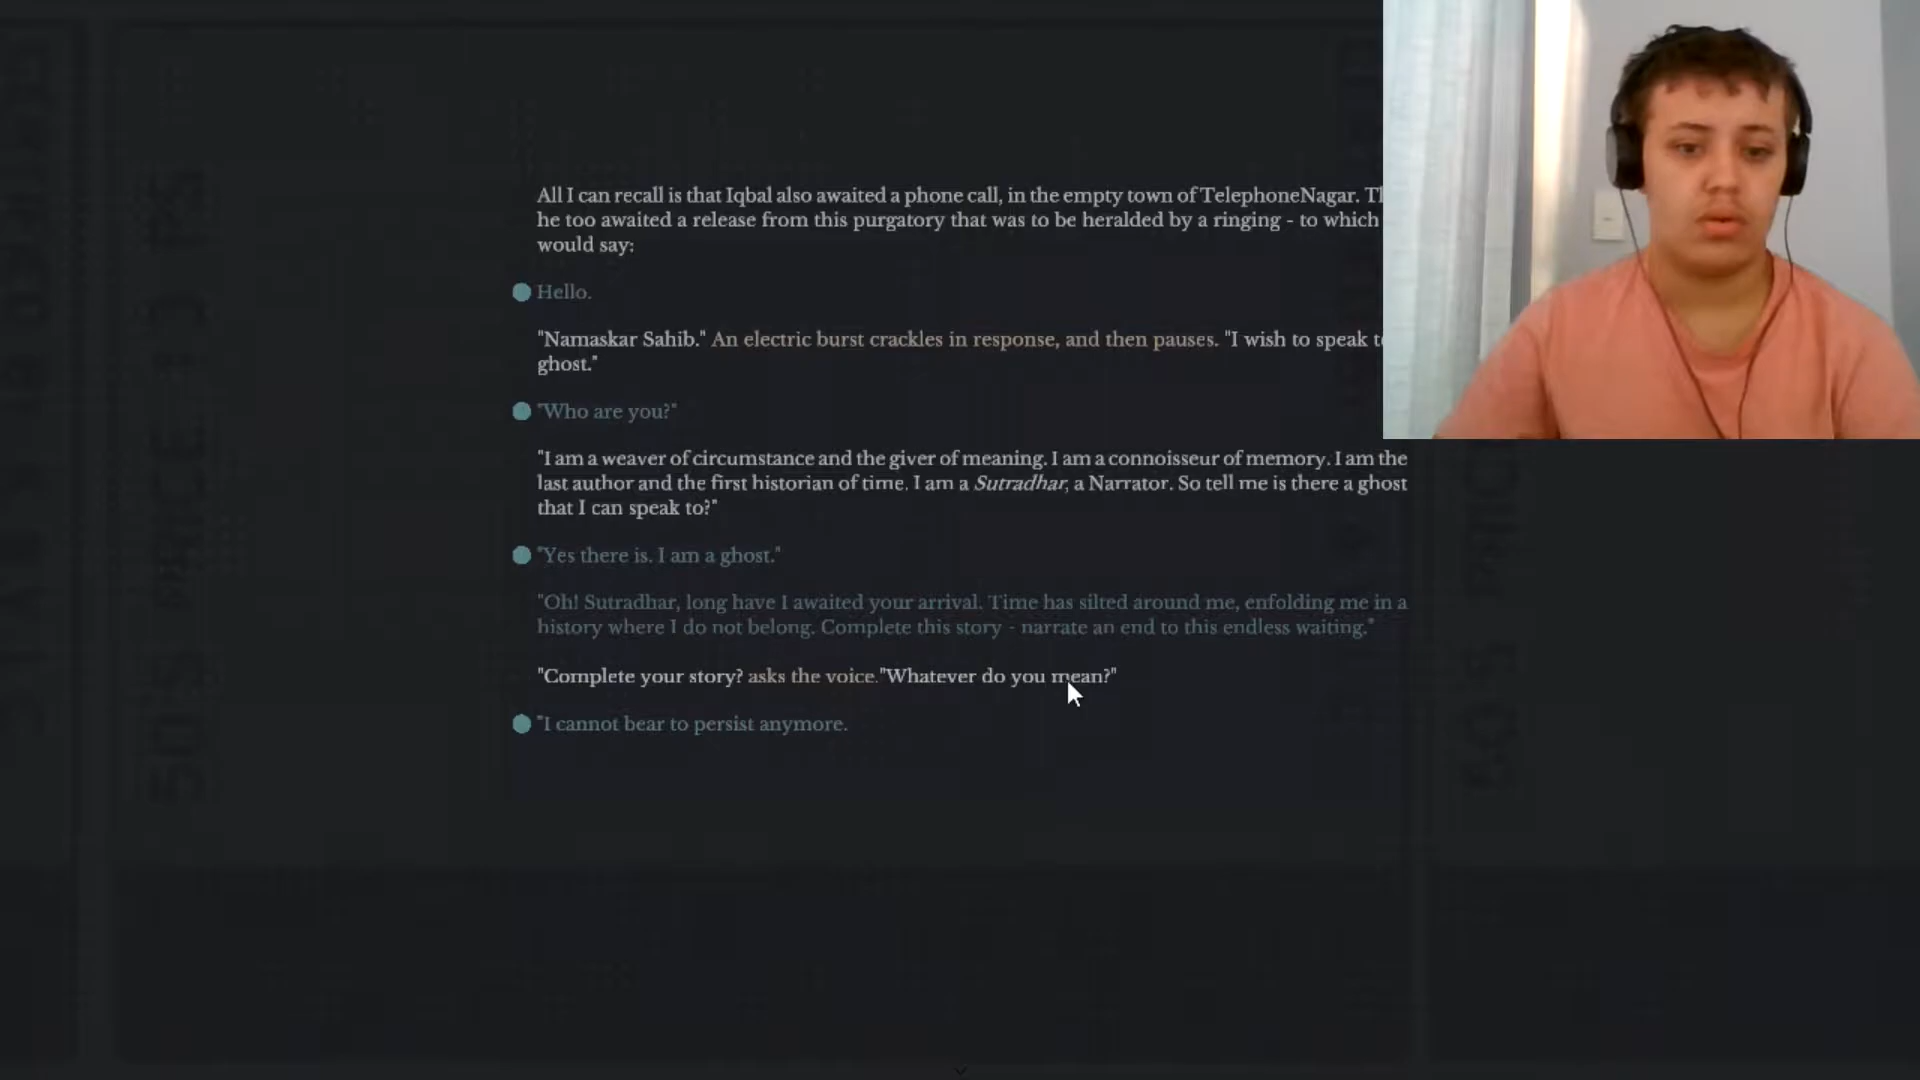 All I can recall is that Iqbal also awaited a phone call, in the empty town of TelephoneNagar.
he too awaited a release from this purgatory that was to be heralded by a ringing - to which
would say:
Hello.
"Namaskar Sahib." An electric burst crackles in response, and then pauses. "I wish to speak
ghost."
"Who are you?"
"I am a weaver of circumstance and the giver of meaning. I am a connoisseur of memory. I am the
last author and the first historian of time. I am a Sutradhar, a Narrator. So tell me is there a ghost
that I can speak to?"
"Yes there is. I am a ghost."
"Oh! Sutradhar, long have I awaited your arrival. Time has silted around me, enfolding me in a
history where I do not belong. Complete this story - narrate an end to this endless waiting."
"Complete your story? asks the voice."Whatever do you mean?"
"I cannot bear to persist anymore.